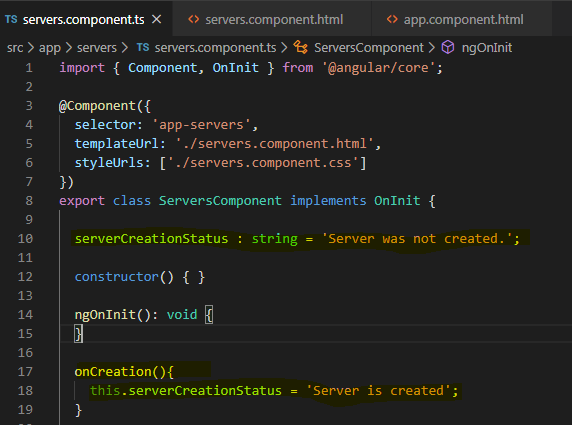 TS servers.component.ts × <> servers.component.html <> app.component.html
src > app > servers > TS servers.component.ts > ServersComponent > ngOnInit
1 import { Component, OnInit } from '@angular/core';
2
3 @Component({
4 selector: 'app-servers',
5 templateUrl: './servers.component.html',
6 styleUrls: ['./servers.component.css']
7 })
8 export class ServersComponent implements OnInit {
9
10 serverCreationStatus : string = 'Server was not created.';
11
12 constructor() { }
13
14 ngOnInit(): void {
15 }
16
17 onCreation(){
18 this.serverCreationStatus = 'Server is created';
19 }